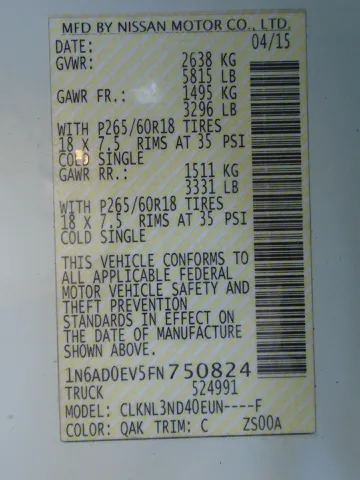 MFD BY NISSAN MOTOR CO., LTD.
DATE: 04/15
GVWR: 2638 KG
5815 LB
GAWR FR.: 1495 KG
3296 LB
WITH P265/60R18 TIRES
18 X 7.5 RIMS AT 35 PSI
COLD SINGLE
GAWR RR.: 1511 KG
3331 LB
WITH P265/60R18 TIRES
18 X 7.5 RIMS AT 35 PSI
COLD SINGLE
THIS VEHICLE CONFORMS TO
ALL APPLICABLE FEDERAL
MOTOR VEHICLE SAFETY AND
THEFT PREVENTION
STANDARDS IN EFFECT ON
THE DATE OF MANUFACTURE
SHOWN ABOVE.
1N6AD0EV5FN750824
TRUCK 524991
MODEL: CLKNL3ND40EUN----F
COLOR: QAK TRIM: C ZS00A